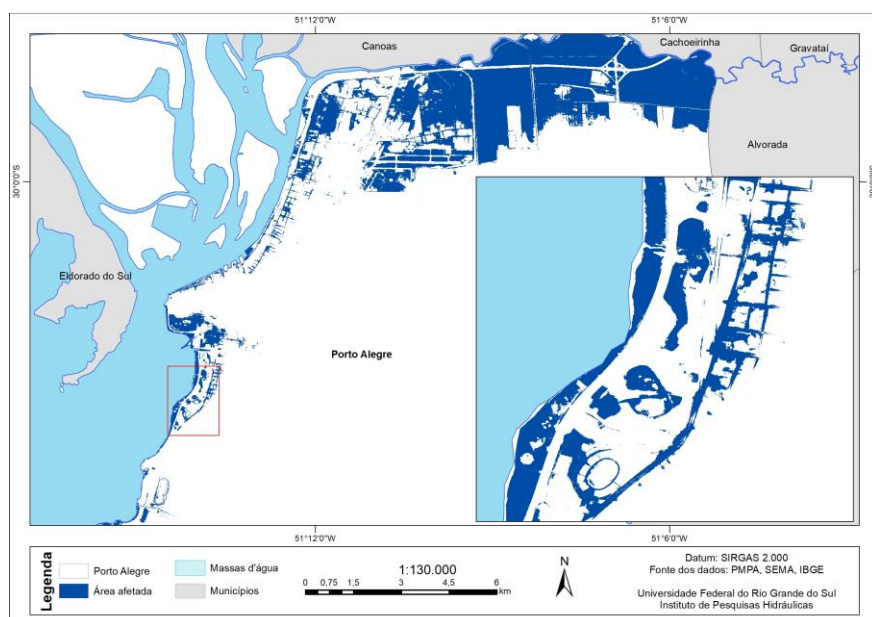 51°12'0"W
51°6'0"W
Canoas
Cachoeirinha
Gravataí
Alvorada
30°0'0"S
Eldorado do Sul
Porto Alegre
51°12'0"W
51°6'0"W
Legenda
Porto Alegre
Massas d'água
Área afetada
Municípios
1:130.000
0 0,75 1,5 3 4,5 6
km
N
Datum: SIRGAS 2.000
Fonte dos dados: PMPA, SEMA, IBGE
Universidade Federal do Rio Grande do Sul
Instituto de Pesquisas Hidráulicas